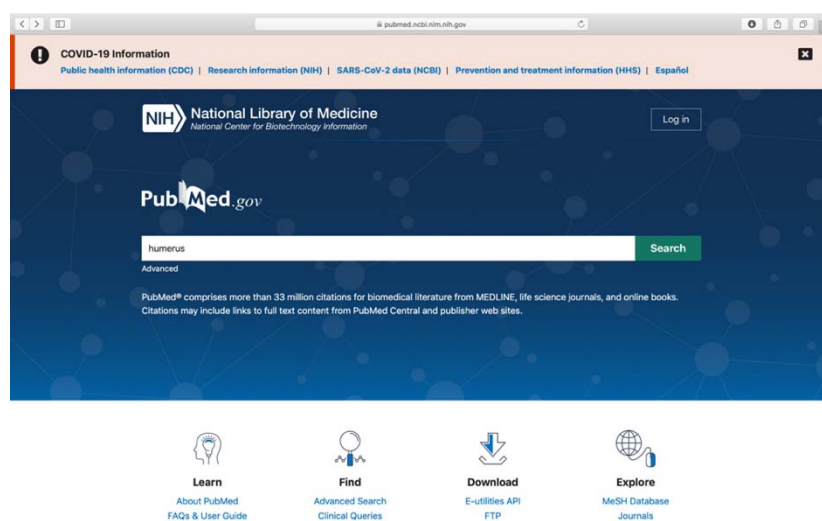 pubmed.ncbi.nlm.nih.gov
COVID-19 Information
Public health information (CDC) | Research information (NIH) | SARS-CoV-2 data (NCBI) | Prevention and treatment information (HHS) | Español
NIH National Library of Medicine
National Center for Biotechnology Information
Log in
PubMed.gov
humerus
Search
Advanced
PubMed® comprises more than 33 million citations for biomedical literature from MEDLINE, life science journals, and online books.
Citations may include links to full text content from PubMed Central and publisher web sites.
Learn Find Download Explore
About PubMed Advanced Search E-utilities API MeSH Database
FAQs & User Guide Clinical Queries FTP Journals